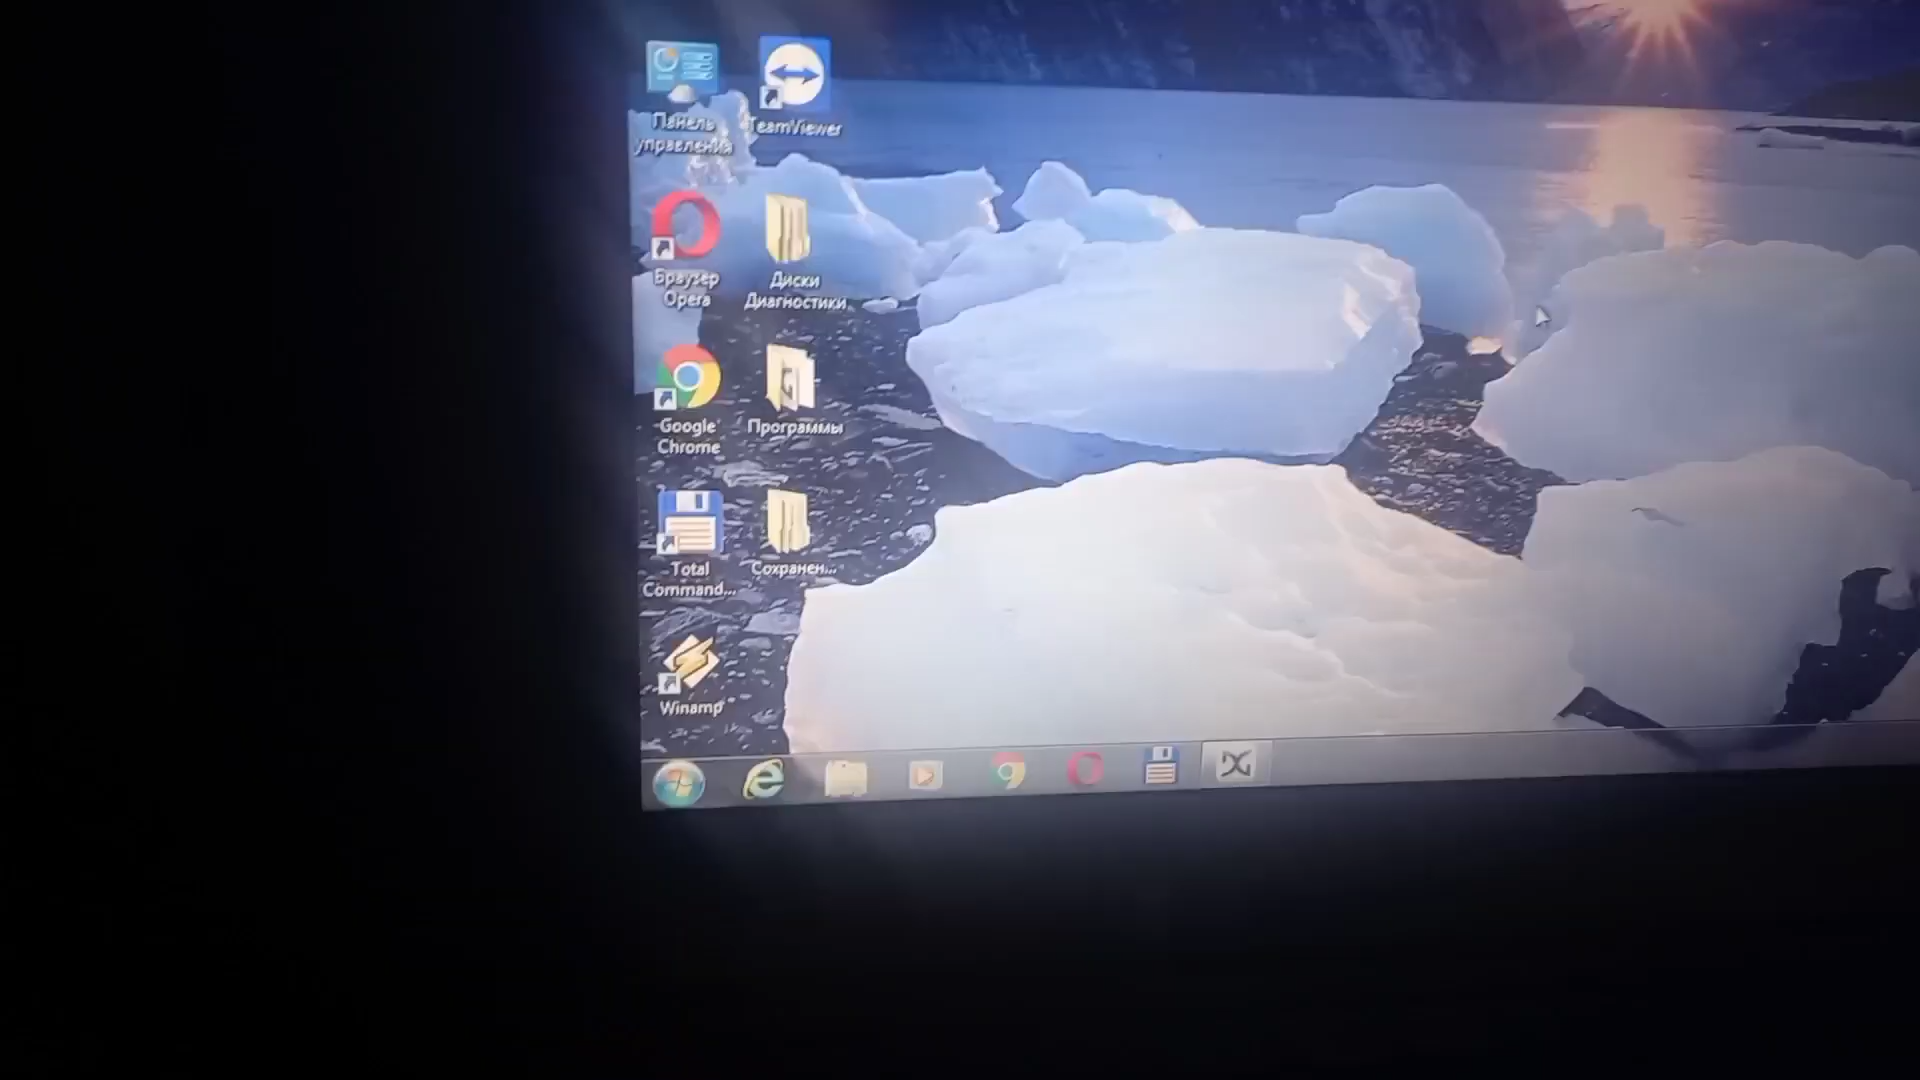 Панель
управления
TeamViewer
Браузер
Opera
Диски
Диагностики
Google
Chrome
Программы
Total
Command...
Сохранен...
Winamp